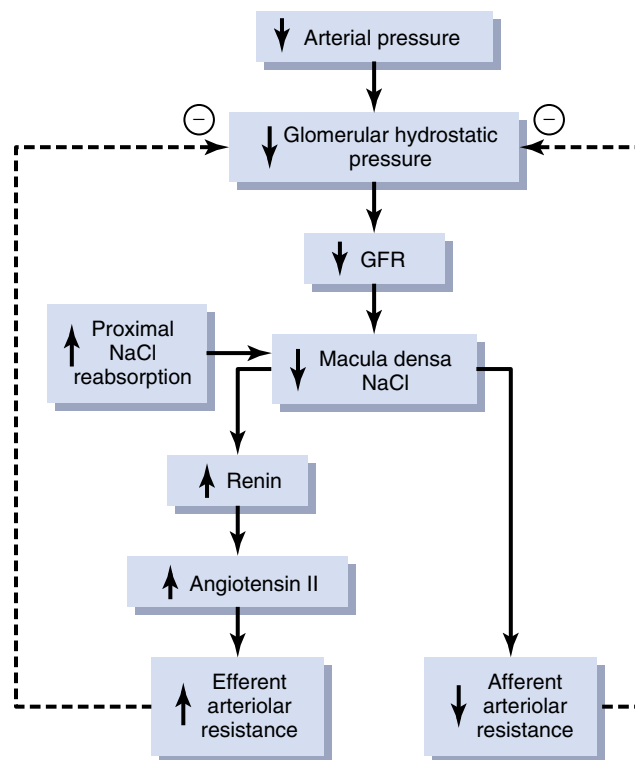 Arterial pressure
−
−
Glomerular hydrostatic
pressure
GFR
Proximal
NaCl
reabsorption
Macula densa
NaCl
Renin
Angiotensin II
Efferent
arteriolar
resistance
Afferent
arteriolar
resistance